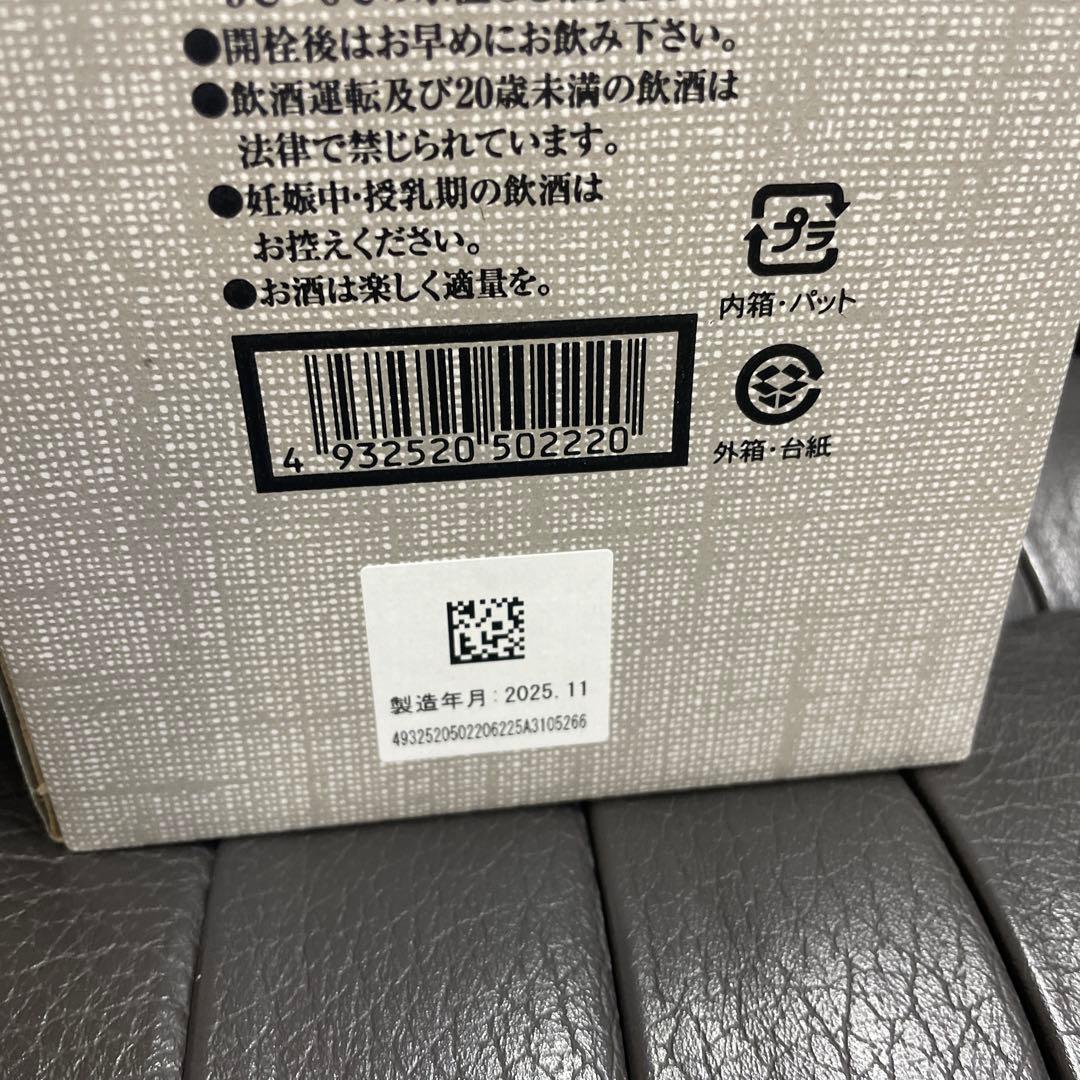 ●開栓後はお早めにお飲み下さい。
●飲酒運転及び20歳未満の飲酒は
法律で禁じられています。
●妊娠中・授乳期の飲酒は
お控えください。
●お酒は楽しく適量を。
プラ
内箱・パット
外箱・台紙
4 932520 502220
製造年月:2025.11
4932520502206225A3105266